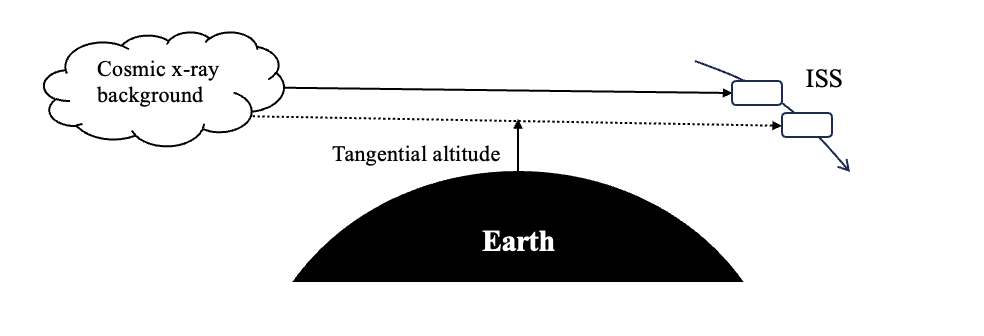 Cosmic x-ray
background
ISS
Tangential altitude
Earth